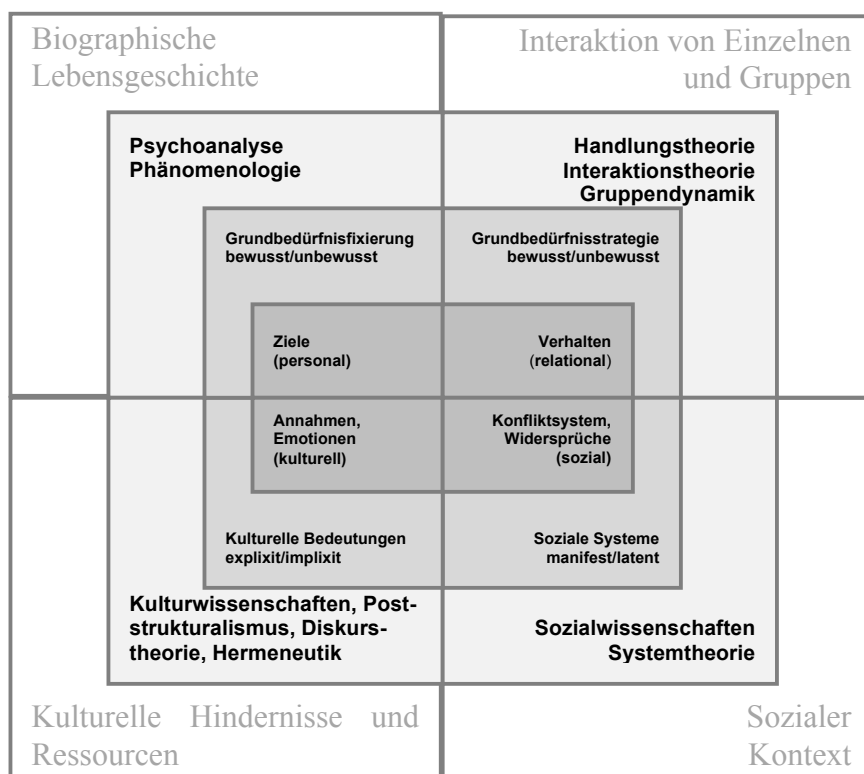 Biographische
Lebensgeschichte
Interaktion von Einzelnen
und Gruppen
Psychoanalyse
Phänomenologie
Handlungstheorie
Interaktionstheorie
Gruppendynamik
Grundbedürfnisfixierung
bewusst/unbewusst
Grundbedürfnisstrategie
bewusst/unbewusst
Ziele
(personal)
Verhalten
(relational)
Annahmen,
Emotionen
(kulturell)
Konfliktsystem,
Widersprüche
(sozial)
Kulturelle Bedeutungen
explixit/implixit
Soziale Systeme
manifest/latent
Kulturwissenschaften, Post-
strukturalismus, Diskurs-
theorie, Hermeneutik
Sozialwissenschaften
Systemtheorie
Kulturelle Hindernisse und
Ressourcen
Sozialer
Kontext